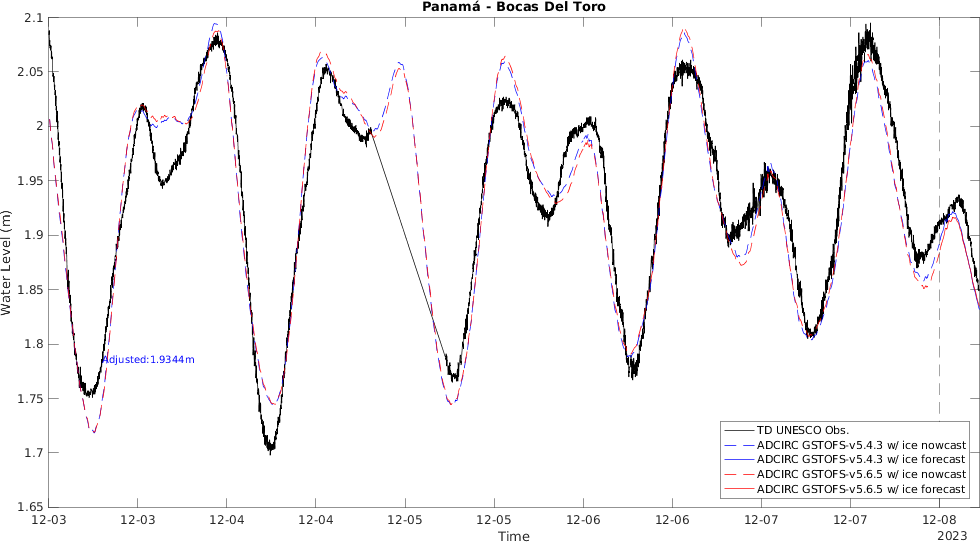 Panamá - Bocas Del Toro
2.1
2.05
2
1.95
1.9
1.85
1.8
1.75
1.7
1.65
Water Level (m)
Adjusted:1.9344m
TD UNESCO Obs.
ADCIRC GSTOFS-v5.4.3 w/ ice nowcast
ADCIRC GSTOFS-v5.4.3 w/ ice forecast
ADCIRC GSTOFS-v5.6.5 w/ ice nowcast
ADCIRC GSTOFS-v5.6.5 w/ ice forecast
12-03 12-03 12-04 12-04 12-05 12-05 12-06 12-06 12-07 12-07 12-08
2023
Time